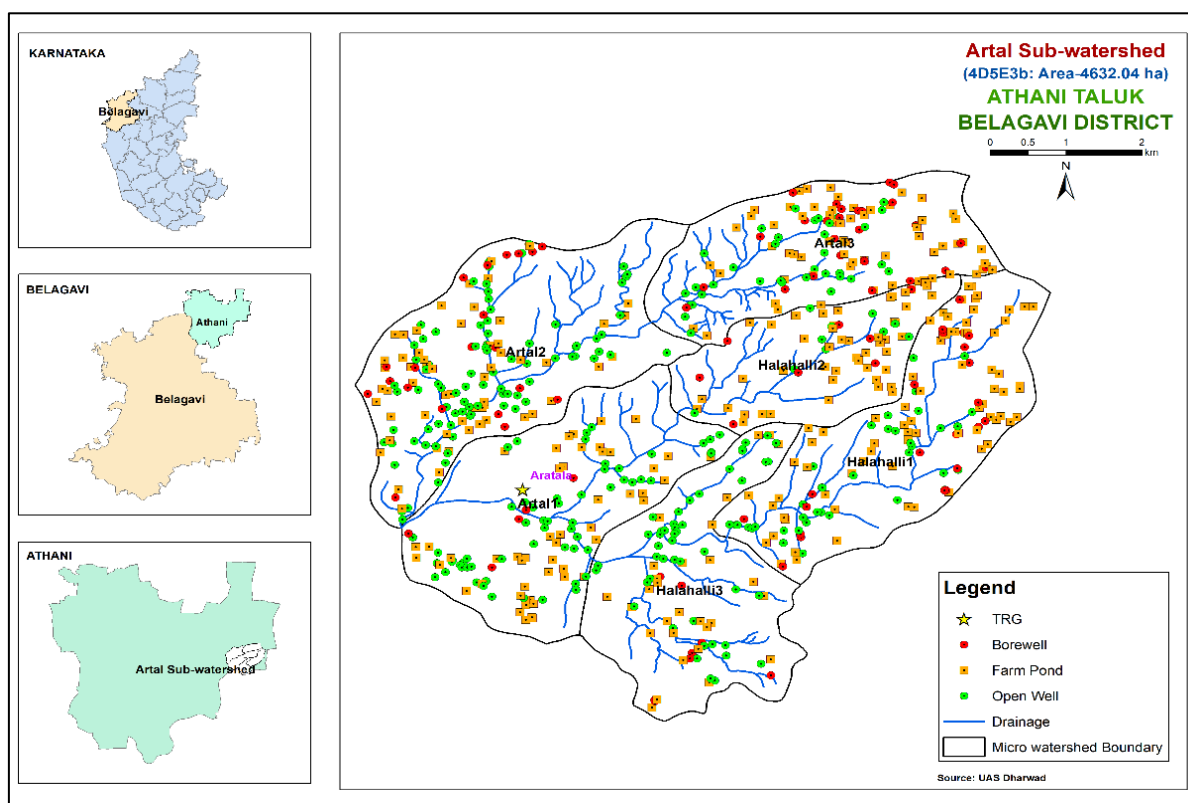 KARNATAKA
Belagavi
BELAGAVI
Athani
Belagavi
ATHANI
Artal Sub-watershed
Artal Sub-watershed
(4D5E3b: Area-4632.04 ha)
ATHANI TALUK
BELAGAVI DISTRICT
0 0.5 1 2
km
N
Artal3
Artal2
Halahalli2
Halahalli1
Aratala
Artal1
Halahalli3
Legend
TRG
Borewell
Farm Pond
Open Well
Drainage
Micro watershed Boundary
Source: UAS Dharwad